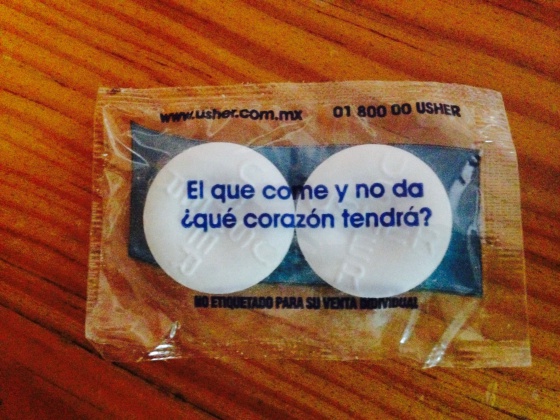 www.usher.com.mx 01 800 00 USHER
El que come y no da
¿qué corazón tendrá?
NO ETIQUETADO PARA SU VENTA INDIVIDUAL